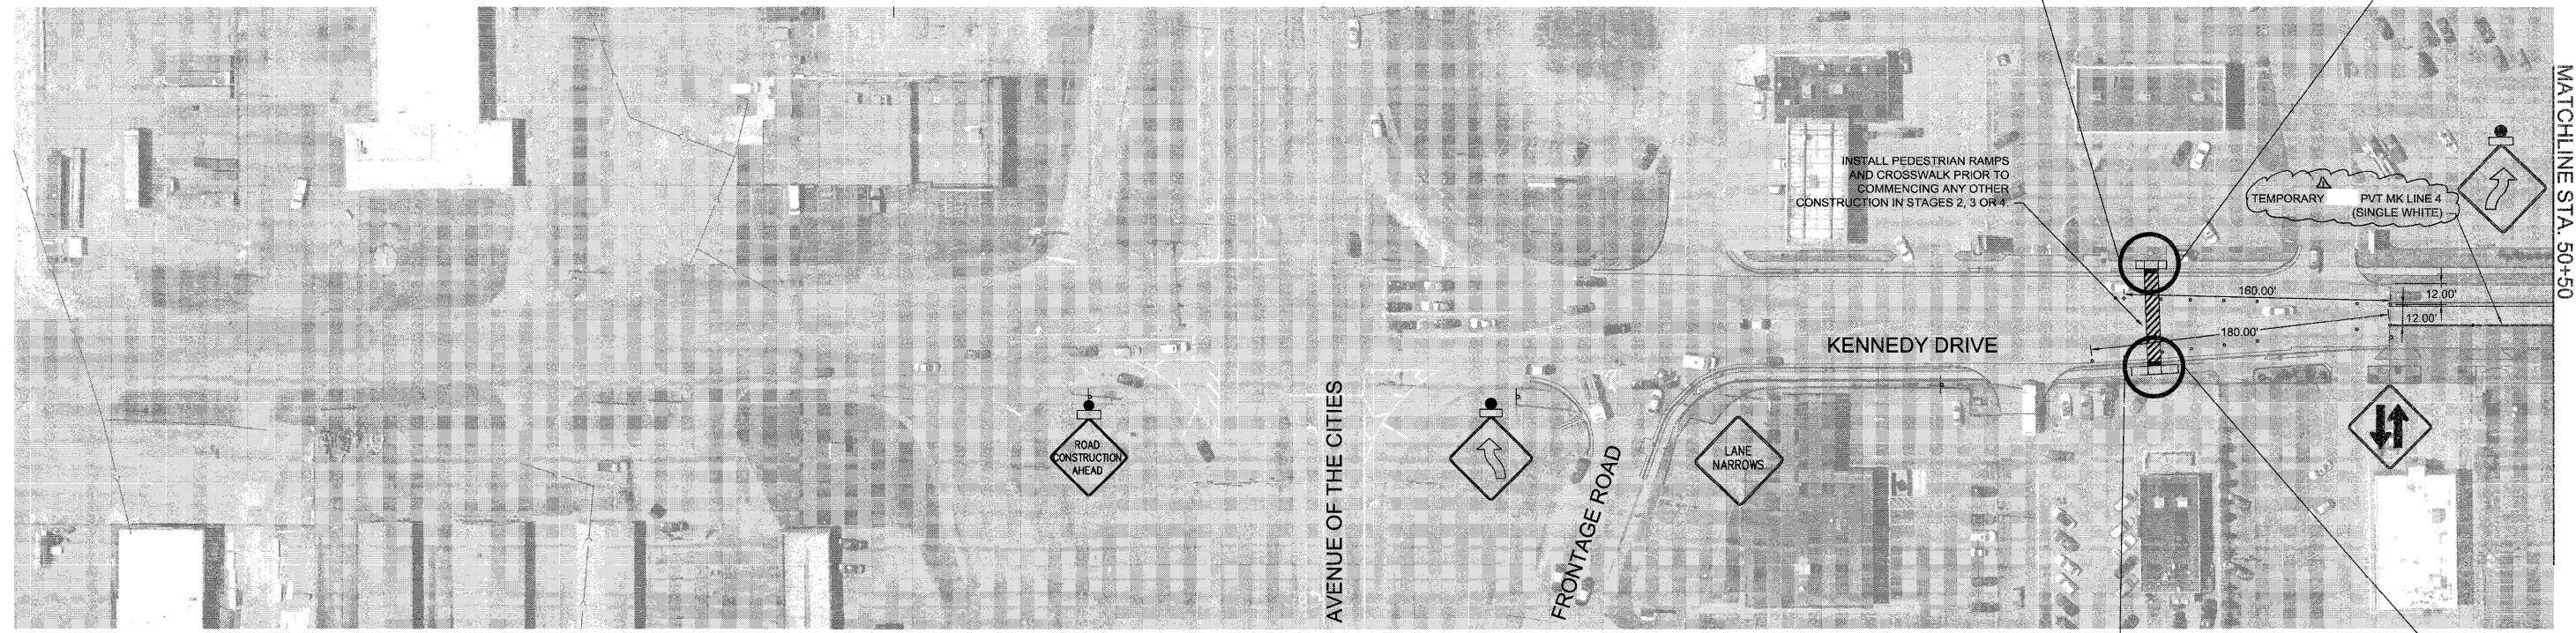 INSTALL PEDESTRIAN RAMPS
AND CROSSWALK PRIOR TO
COMMENCING ANY OTHER
CONSTRUCTION IN STAGES 2, 3 OR 4.
TEMPORARY PVT MK LINE 4
(SINGLE WHITE)
MATCHLINE STA. 50+50
160.00'
12.00'
12.00'
180.00'
KENNEDY DRIVE
AVENUE OF THE CITIES
FRONTAGE ROAD
ROAD
CONSTRUCTION
AHEAD
LANE
NARROWS